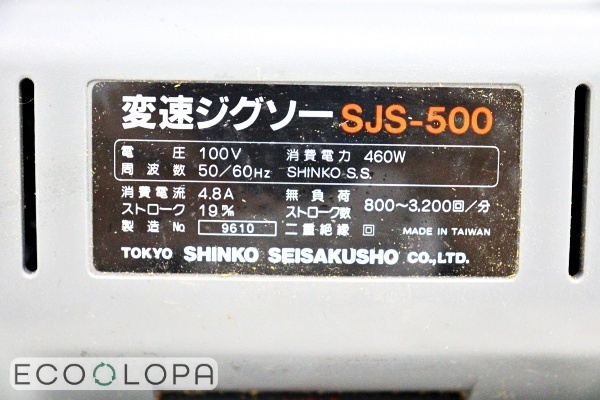 変速ジグソー SJS-500
電圧 100V 消費電力 460W
周波数 50/60Hz SHINKO S.S.
消費電流 4.8A 無負荷
ストローク 19㎜ ストローク数 800～3,200回/分
製造 No 9610 二重絶縁 回 MADE IN TAIWAN
TOKYO SHINKO SEISAKUSHO CO.,LTD.
ECOOLOPA